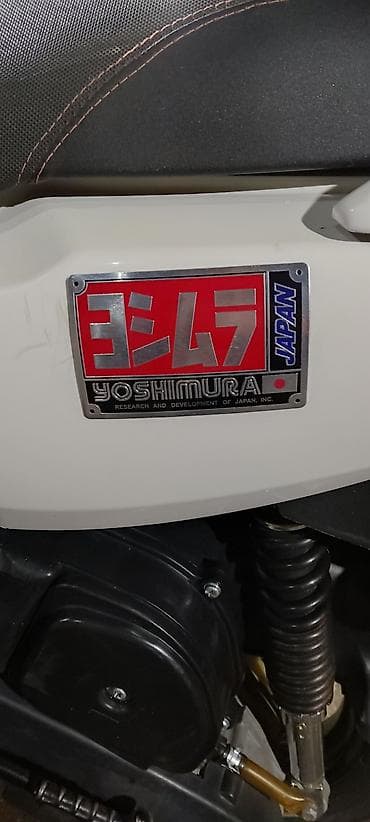 ヨシムラ
JAPAN
YOSHIMURA
RESEARCH AND DEVELOPMENT OF JAPAN, INC.